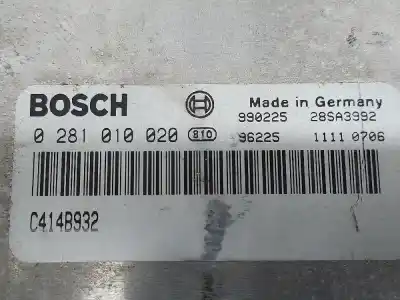 BOSCH Made in Germany
990225 28SA3992
0 281 010 020 810 96225 1111 0706
C414B932